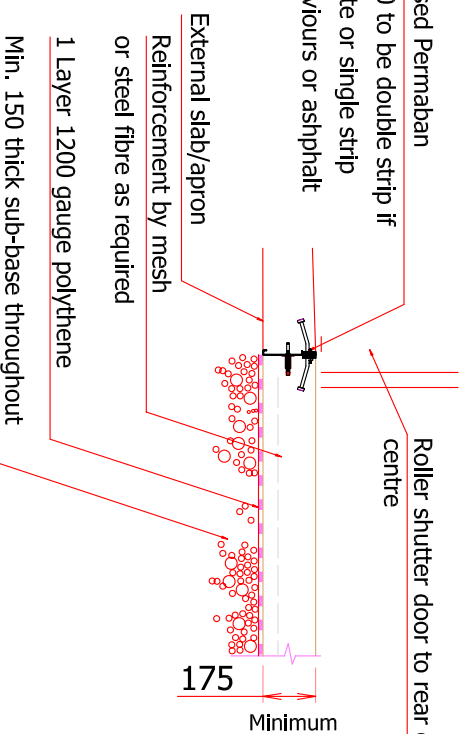 sed Permaban
to be double strip if
te or single strip
viours or ashphalt
External slab/apron
Reinforcement by mesh
or steel fibre as required
1 Layer 1200 gauge polythene
Min. 150 thick sub-base throughout
Roller shutter door to rear
centre
175
Minimum